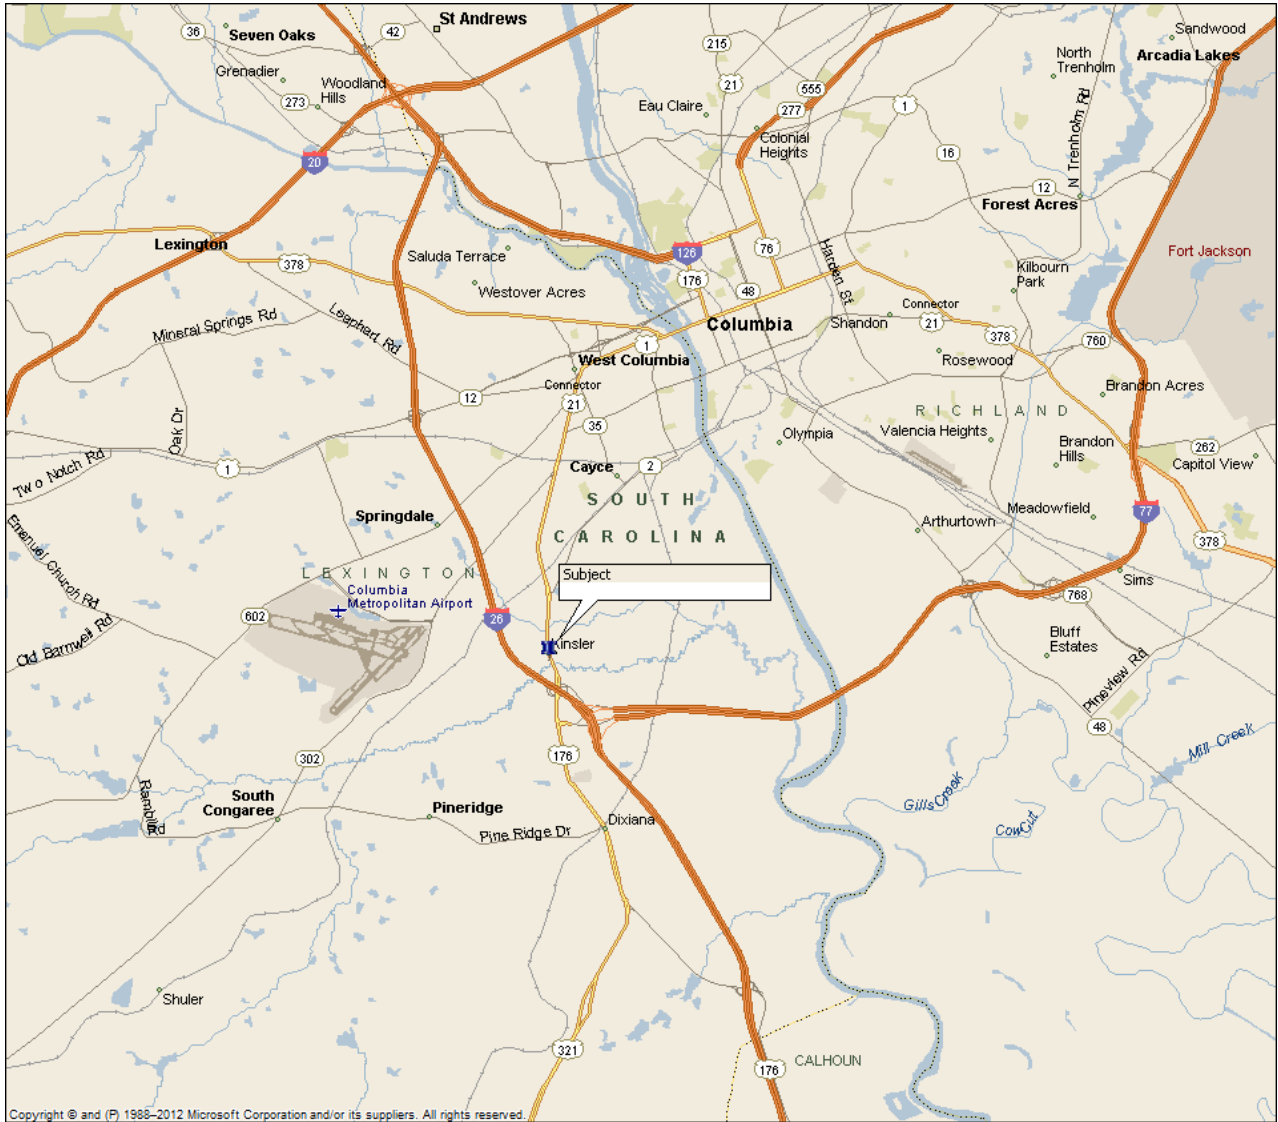 St Andrews
36
42
Seven Oaks
Sandwood
215
North
Trenholm
Arcadia Lakes
Grenadier
Woodland
Hills
273
21
555
Eau Claire
277
1
N Trenholm Rd
Colonial
Heights
16
20
12
Forest Acres
Lexington
Saluda Terrace
126
76
Harden St
Fort Jackson
378
176
Kilbourn
Park
Westover Acres
48
Connector
Mineral Springs Rd
Leaphart Rd
Columbia
Shandon
21
378
1
760
West Columbia
Rosewood
Connector
Brandon Acres
12
21
RICHLAND
Oak Dr
35
Olympia
Valencia Heights
Brandon
Hills
262
Two Notch Rd
1
Cayce
2
Capitol View
SOUTH
Springdale
Meadowfield
77
Emanuel Church Rd
Arthurtown
CAROLINA
378
LEXINGTON
Subject
Sims
Columbia
Metropolitan Airport
768
602
26
Old Barnwell Rd
Kinsler
Bluff
Estates
Pineview Rd
48
Mill Creek
302
176
Rambling
Rd
South
Congaree
Pineridge
Gills Creek
Dixiana
Cow Cut
Pine Ridge Dr
Shuler
321
CALHOUN
176
Copyright © and (P) 1988–2012 Microsoft Corporation and/or its suppliers. All rights reserved.